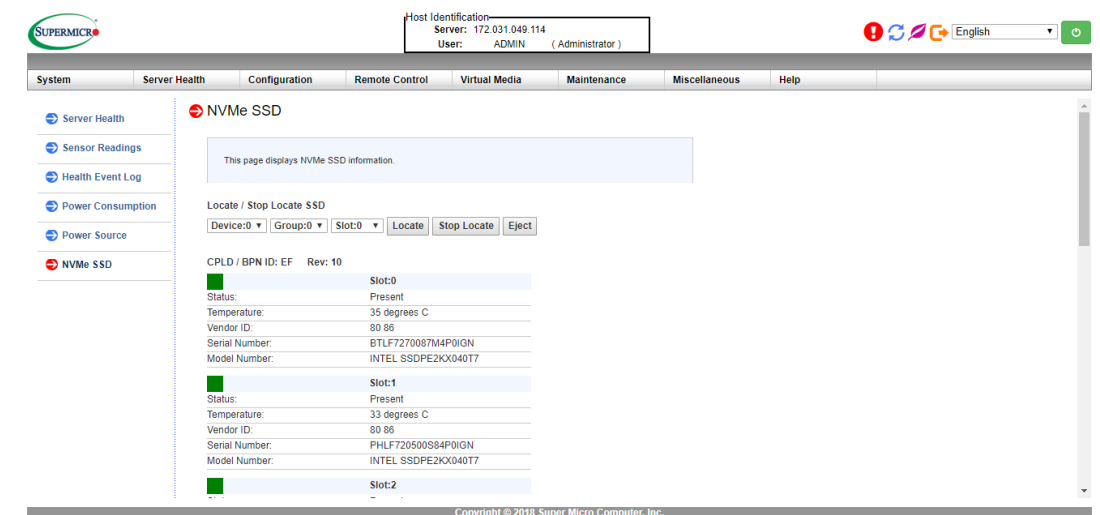 SUPERMICR
Host Identification
Server: 172.031.049.114
User: ADMIN ( Administrator )
English
System Server Health Configuration Remote Control Virtual Media Maintenance Miscellaneous Help
Server Health
Sensor Readings
Health Event Log
Power Consumption
Power Source
NVMe SSD
NVMe SSD
This page displays NVMe SSD information.
Locate / Stop Locate SSD
Device:0 Group:0 Slot:0 Locate Stop Locate Eject
CPLD / BPN ID: EF Rev: 10
Slot:0
Status: Present
Temperature: 35 degrees C
Vendor ID: 80 86
Serial Number: BTLF7270087M4P0IGN
Model Number: INTEL SSDPE2KX040T7
Slot:1
Status: Present
Temperature: 33 degrees C
Vendor ID: 80 86
Serial Number: PHLF720500S84P0IGN
Model Number: INTEL SSDPE2KX040T7
Slot:2
Copyright © 2018 Super Micro Computer, Inc.